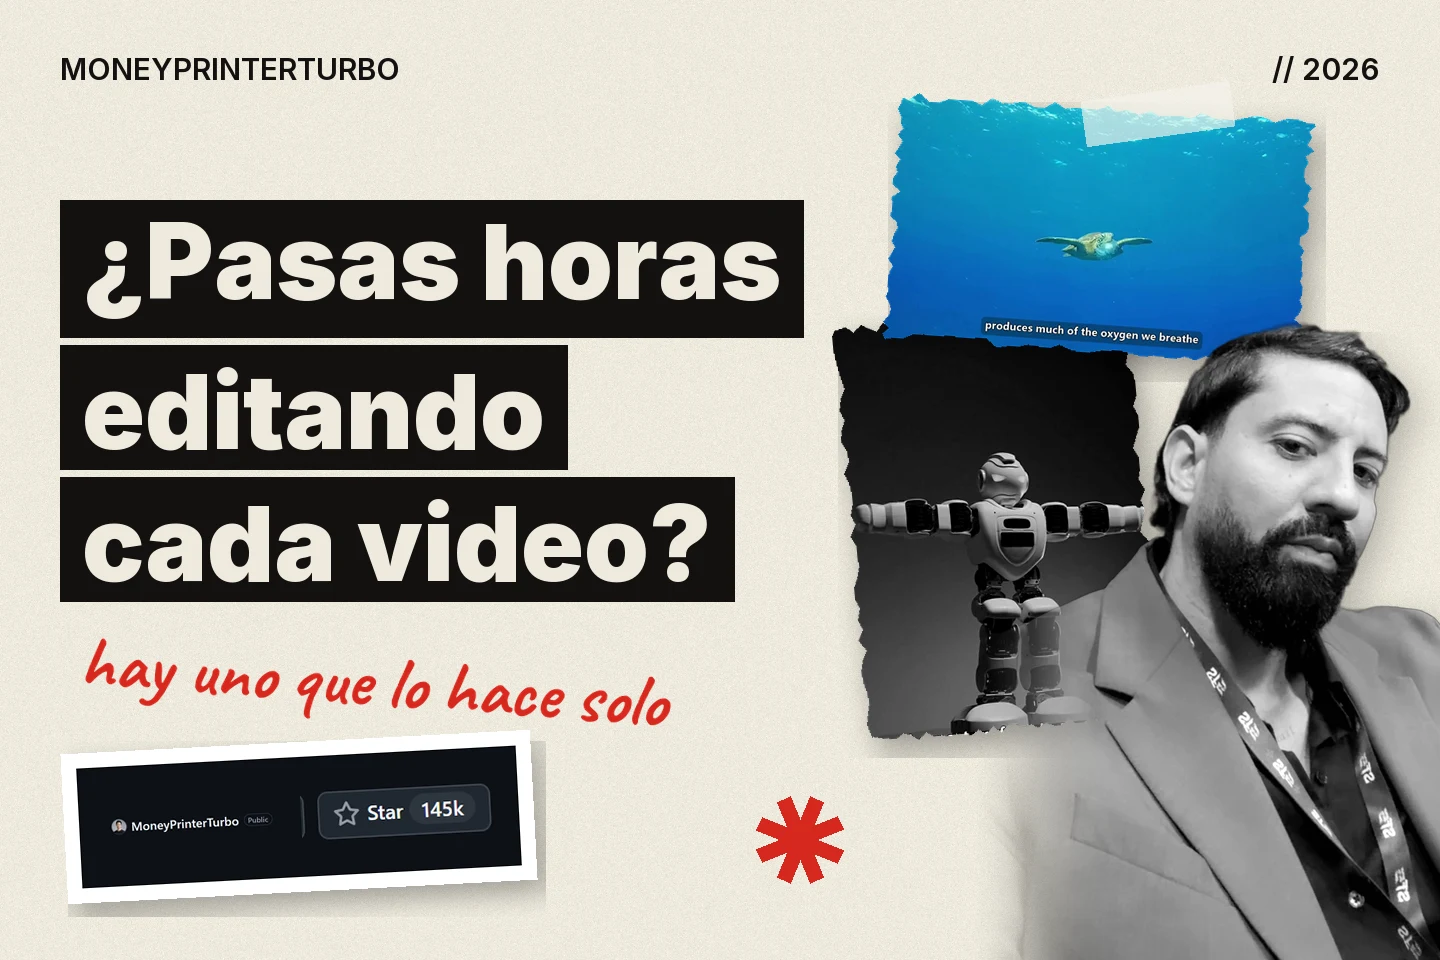 MONEYPRINTERTURBO
// 2026
¿Pasas horas
editando
cada video?
hay uno que lo hace solo
produces much of the oxygen we breathe
MoneyPrinterTurbo Public
Star 145k